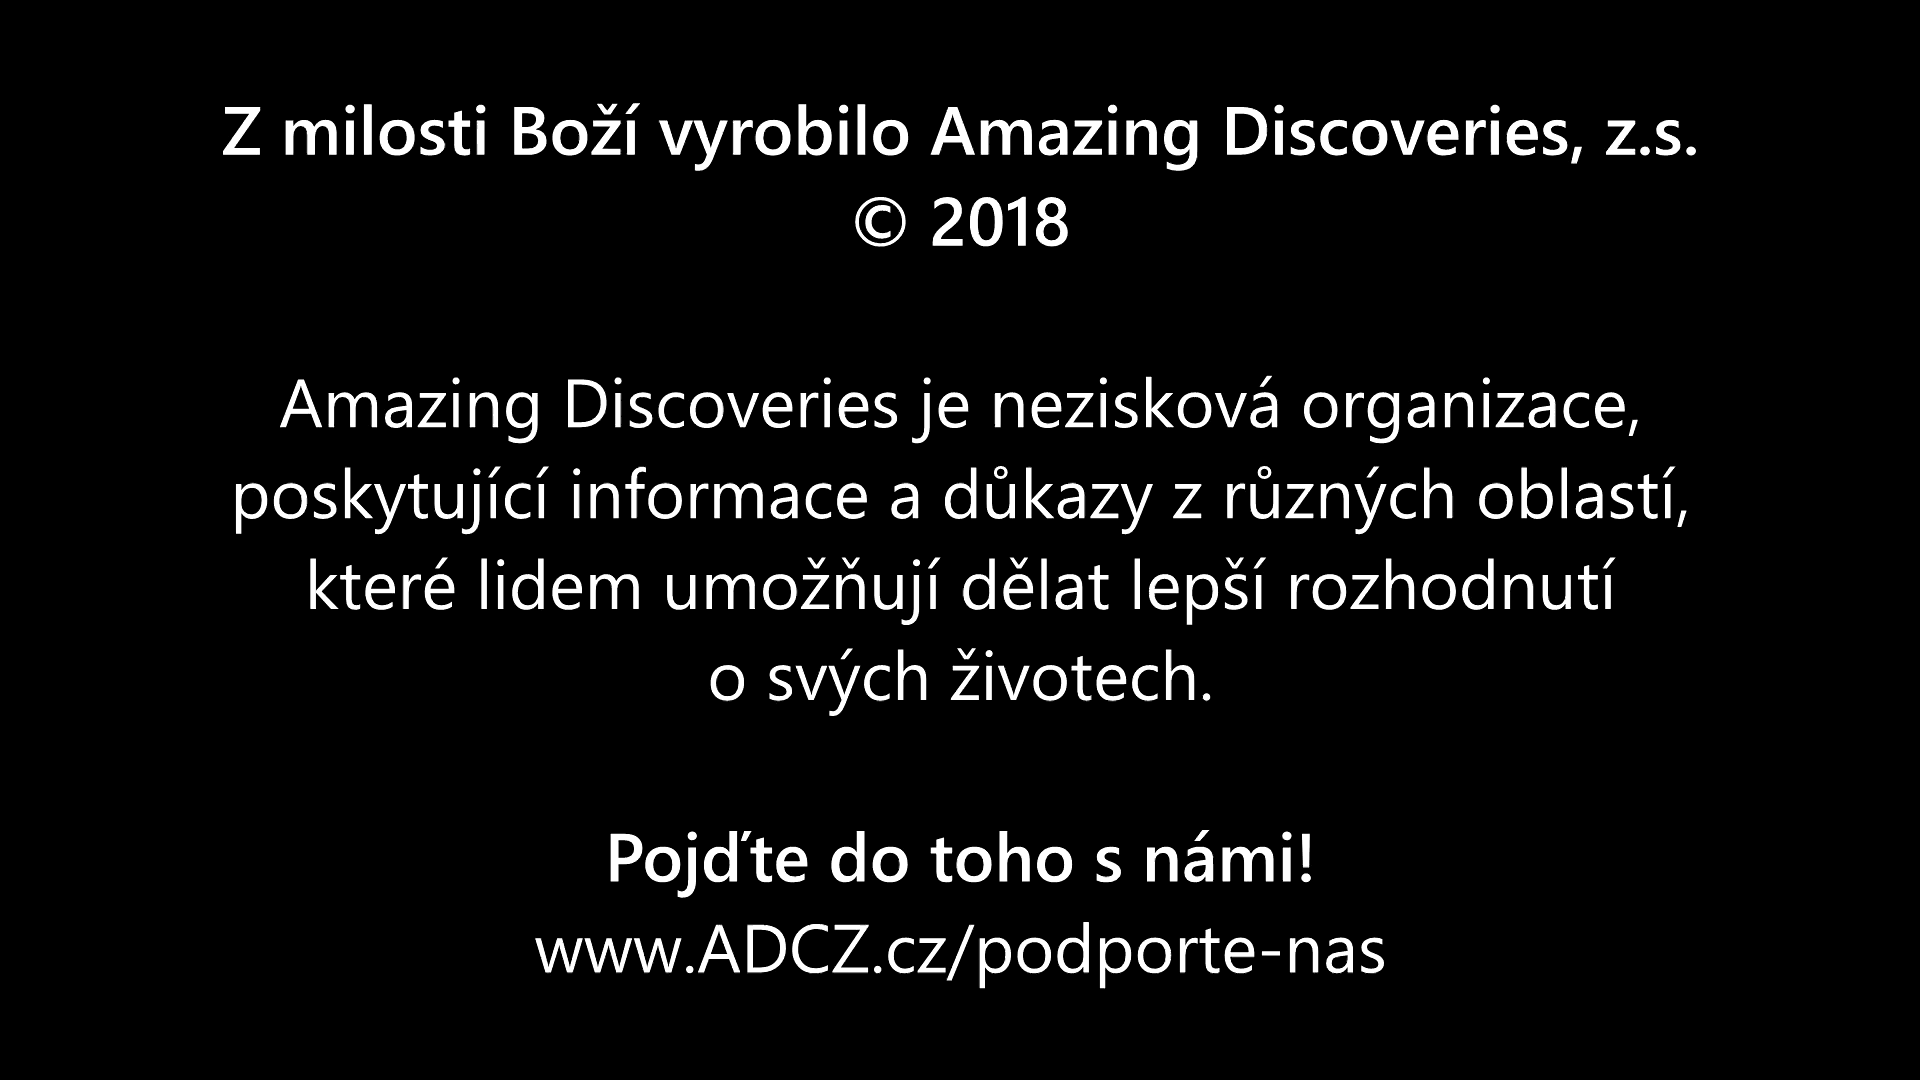 Z milosti Boží vyrobilo Amazing Discoveries, z.s.
© 2018
Amazing Discoveries je nezisková organizace,
poskytující informace a důkazy z různých oblastí,
které lidem umožňují dělat lepší rozhodnutí
o svých životech.
Pojďte do toho s námi!
www.ADCZ.cz/podporte-nas